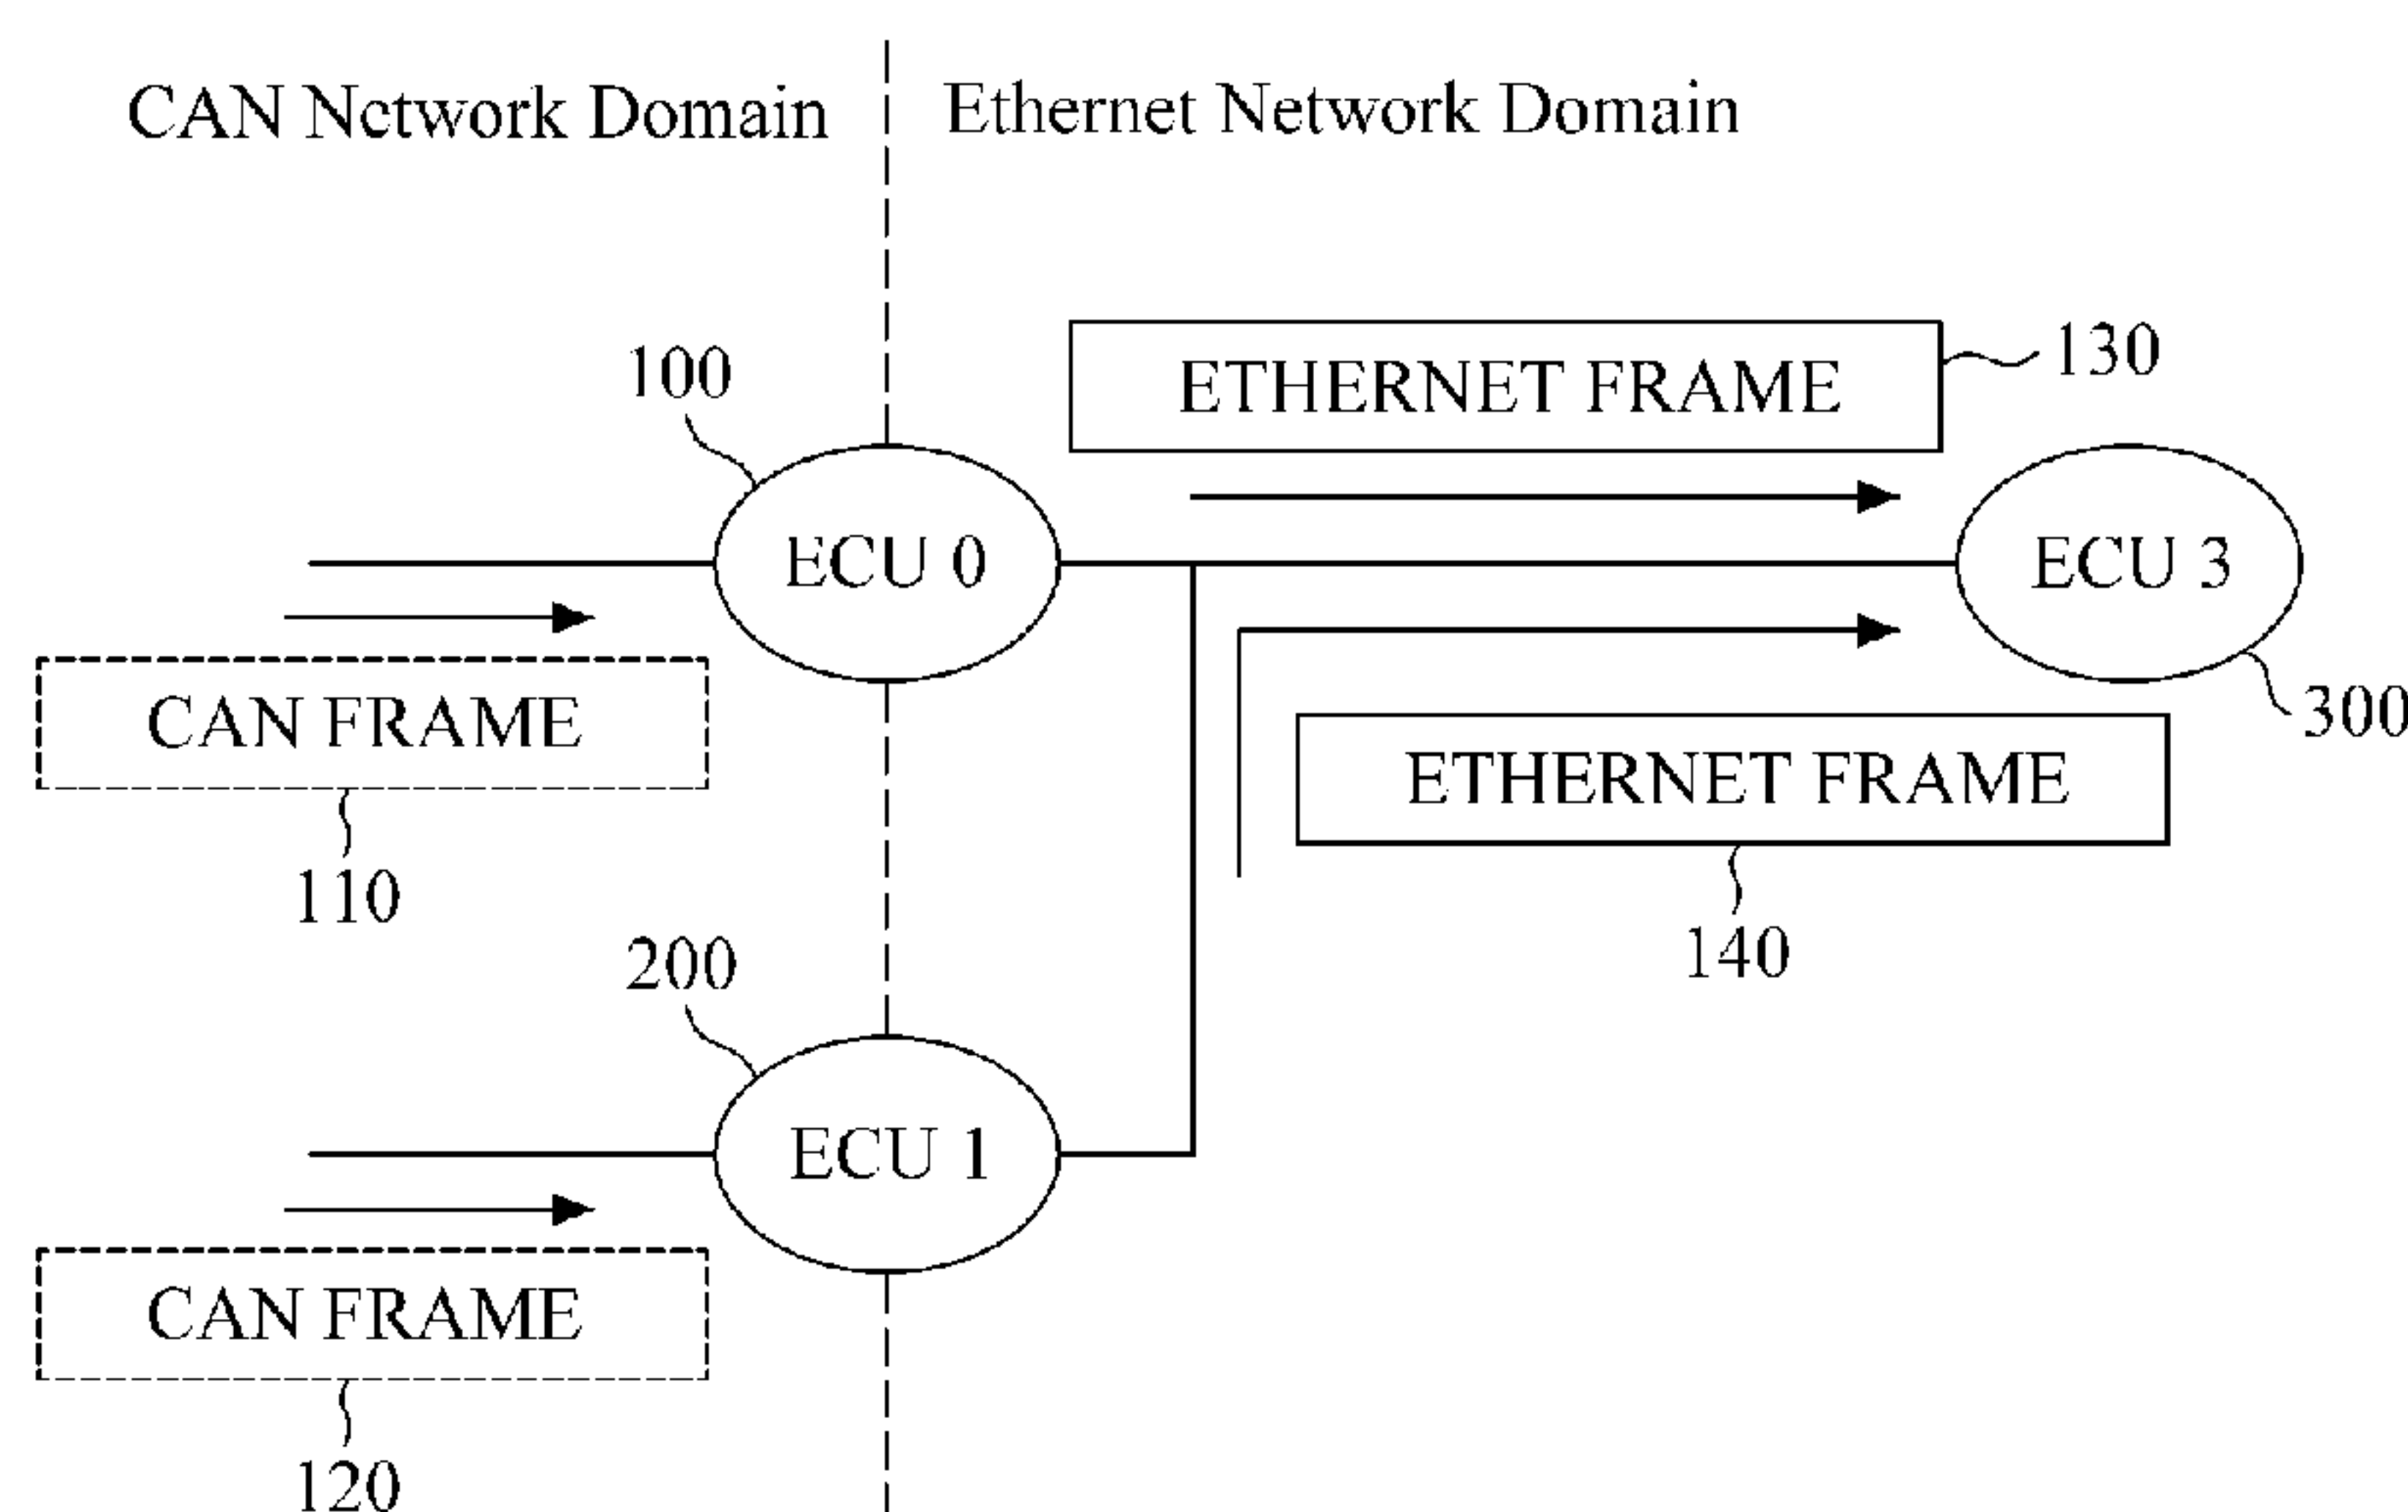 CAN Nctwork Domain
Ethernet Network Domain
100
ETHERNET FRAME
130
ECU 0
ECU 3
CAN FRAME
300
ETHERNET FRAME
110
140
200
ECU 1
CAN FRAME
120